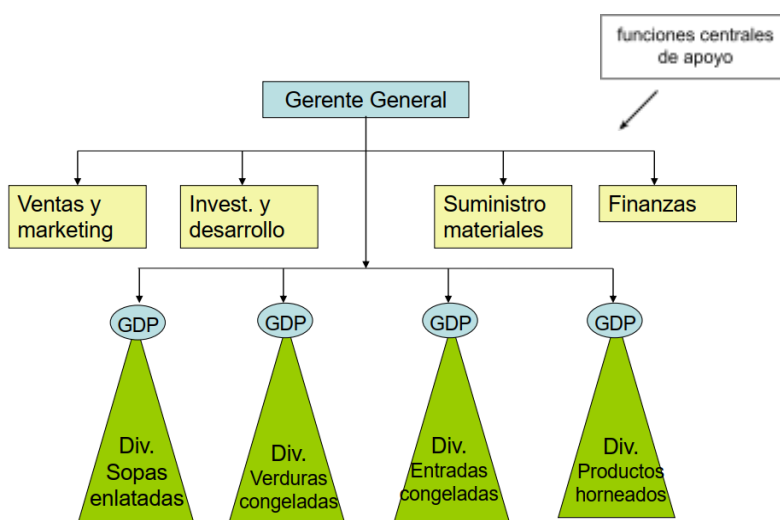 funciones centrales
de apoyo
Gerente General
Ventas y
marketing
Invest. y
desarrollo
Suministro
materiales
Finanzas
GDP
GDP
GDP
GDP
Div.
Sopas
enlatadas
Div.
Verduras
congeladas
Div.
Entradas
congeladas
Div.
Productos
horneados